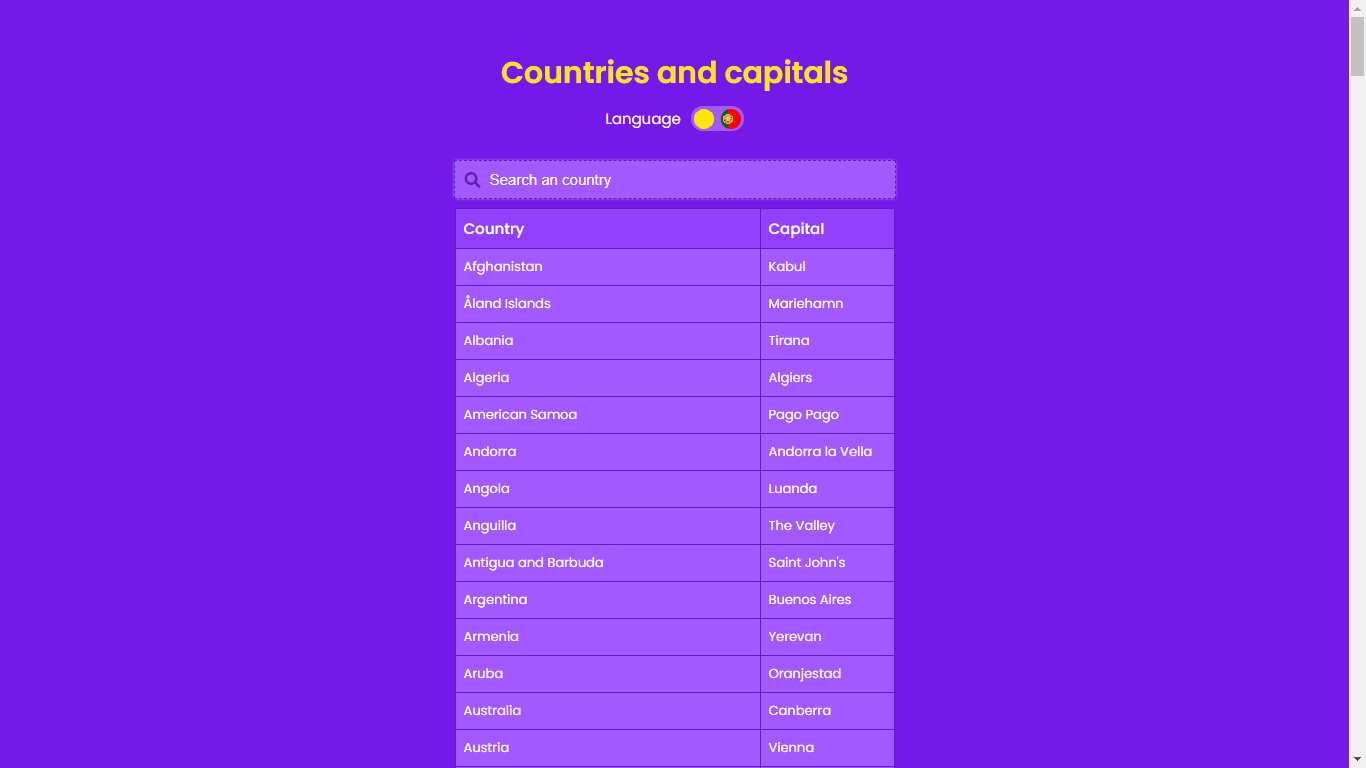 Countries and capitals
Language
Search an country
Country Capital
Afghanistan Kabul
Åland Islands Mariehamn
Albania Tirana
Algeria Algiers
American Samoa Pago Pago
Andorra Andorra la Vella
Angola Luanda
Anguilla The Valley
Antigua and Barbuda Saint John's
Argentina Buenos Aires
Armenia Yerevan
Aruba Oranjestad
Australia Canberra
Austria Vienna